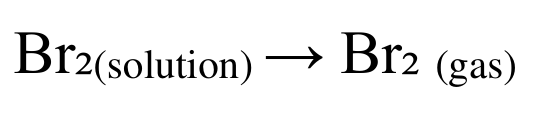 Br₂(solution) → Br₂ (gas)